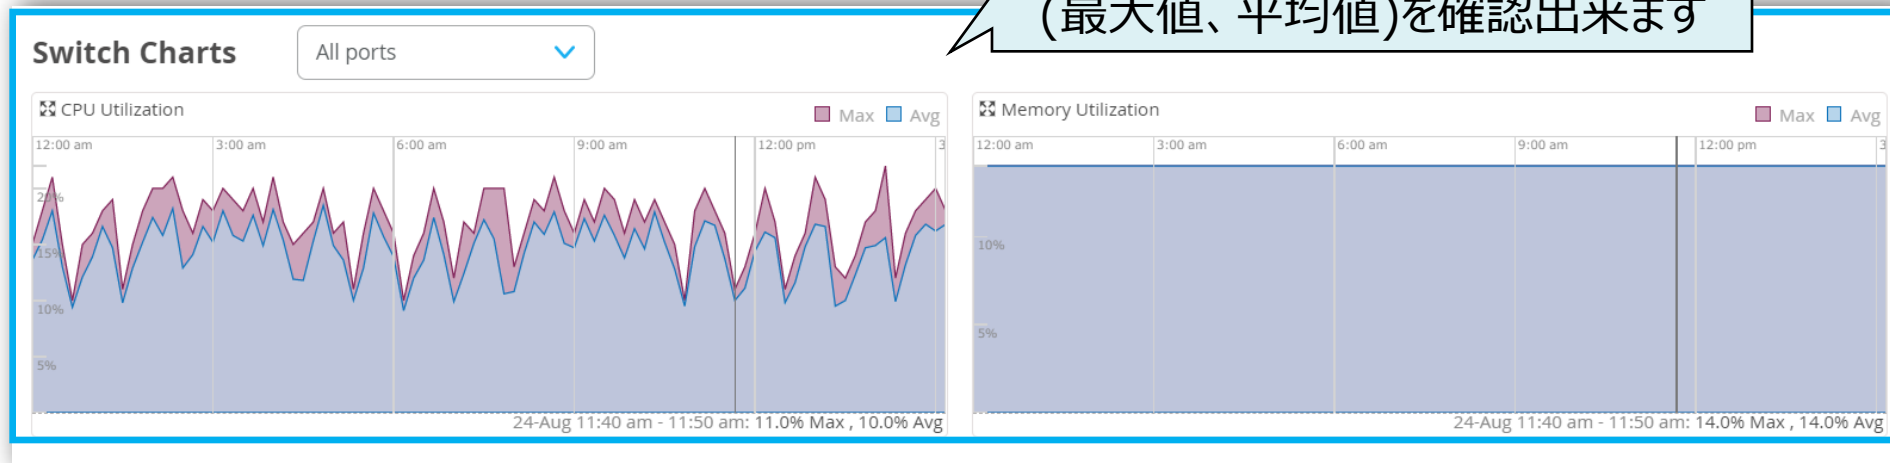 (最大値、平均値)を確認出来ます
Switch Charts
All ports
CPU Utilization
Max Avg
12:00 am 3:00 am 6:00 am 9:00 am 12:00 pm 3
20%
15%
10%
5%
24-Aug 11:40 am - 11:50 am: 11.0% Max , 10.0% Avg
Memory Utilization
Max Avg
12:00 am 3:00 am 6:00 am 9:00 am 12:00 pm 3
10%
5%
24-Aug 11:40 am - 11:50 am: 14.0% Max , 14.0% Avg